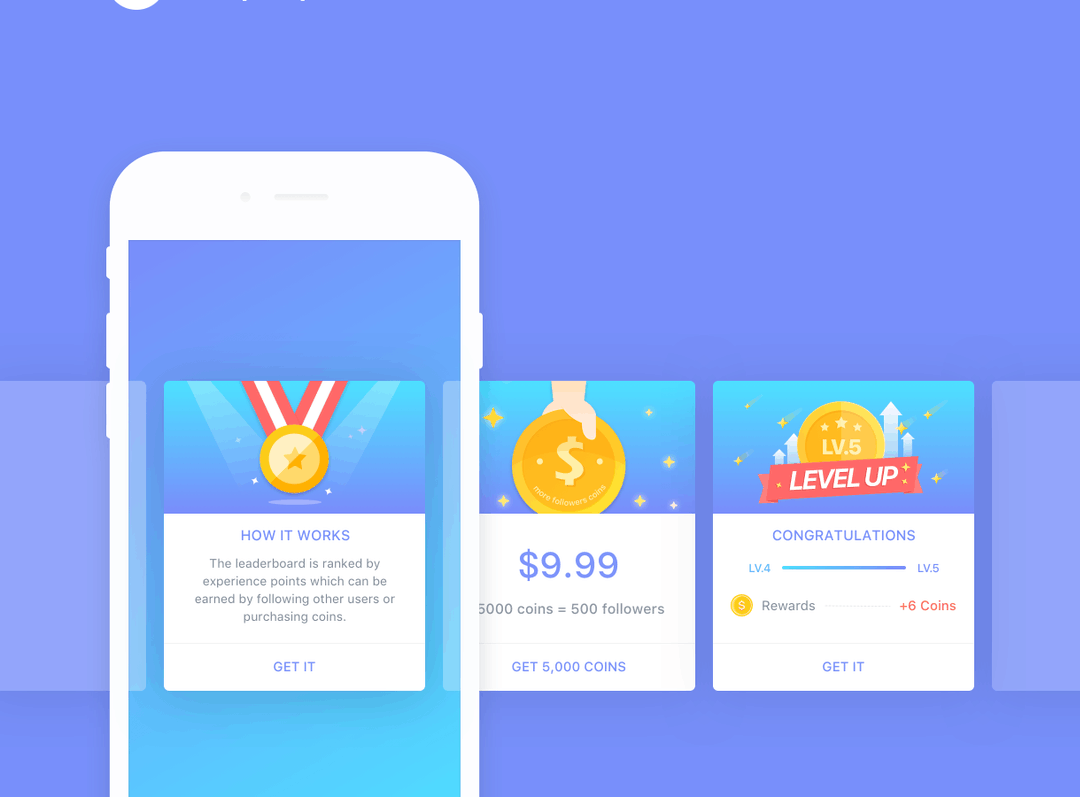 HOW IT WORKS
The leaderboard is ranked by
experience points which can be
earned by following other users or
purchasing coins.
GET IT
$
more followers coins
$9.99
5000 coins = 500 followers
GET 5,000 COINS
LV.5
LEVEL UP
CONGRATULATIONS
LV.4
LV.5
S
Rewards
+6 Coins
GET IT